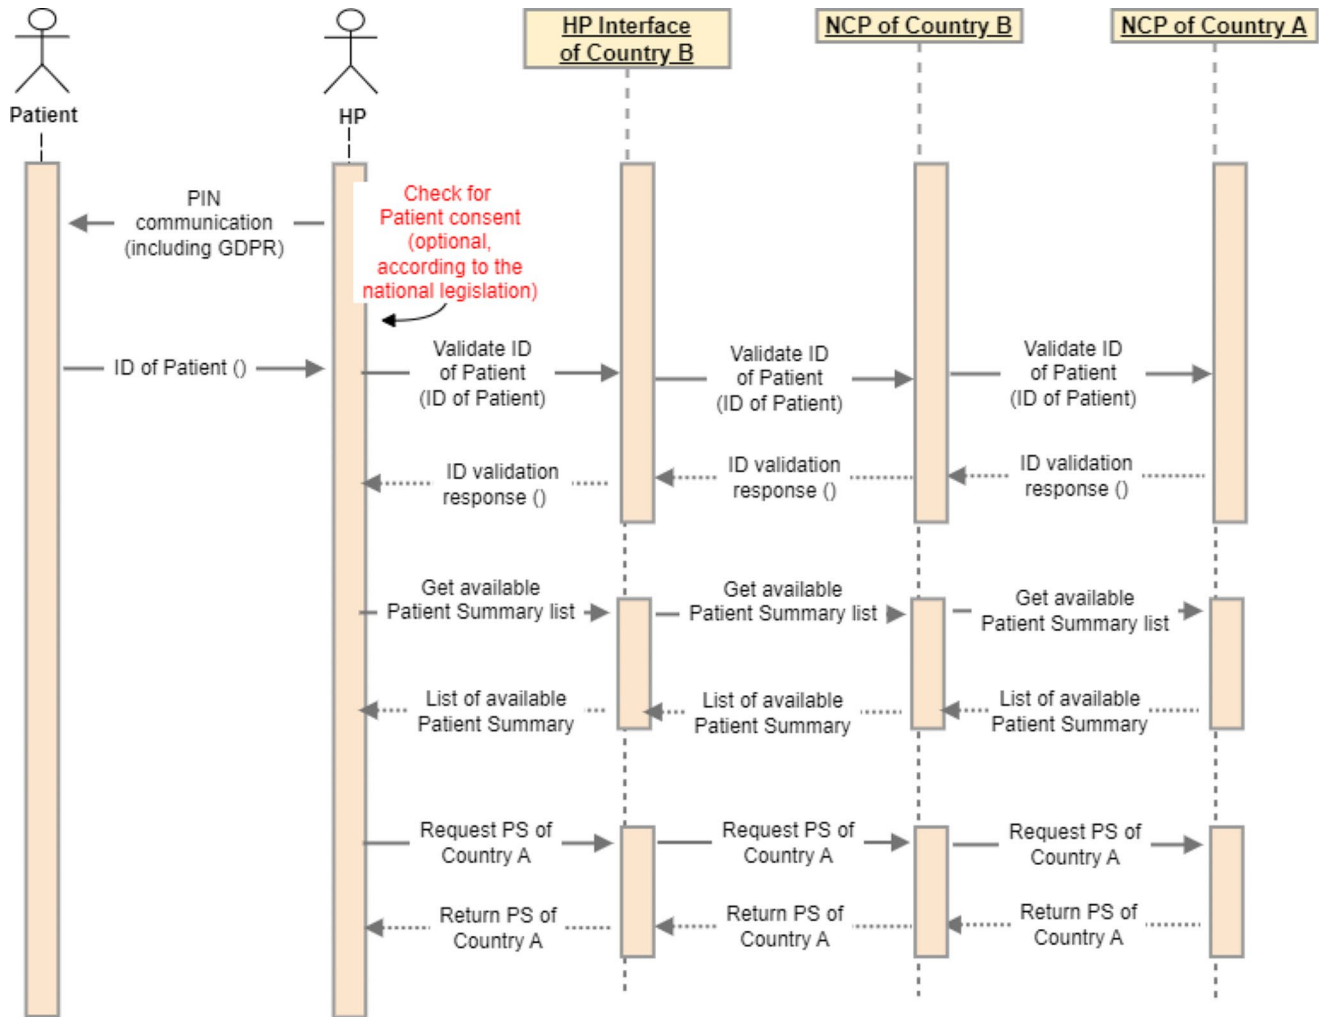 Patient
HP
HP Interface
of Country B
NCP of Country B
NCP of Country A
PIN
communication
(including GDPR)
Check for
Patient consent
(optional,
according to the
national legislation)
ID of Patient ()
Validate ID
of Patient
(ID of Patient)
Validate ID
of Patient
(ID of Patient)
Validate ID
of Patient
(ID of Patient)
ID validation
response ()
ID validation
response ()
ID validation
response ()
Get available
Patient Summary list
Get available
Patient Summary list
Get available
Patient Summary list
List of available
Patient Summary
List of available
Patient Summary
List of available
Patient Summary
Request PS of
Country A
Request PS of
Country A
Request PS of
Country A
Return PS of
Country A
Return PS of
Country A
Return PS of
Country A